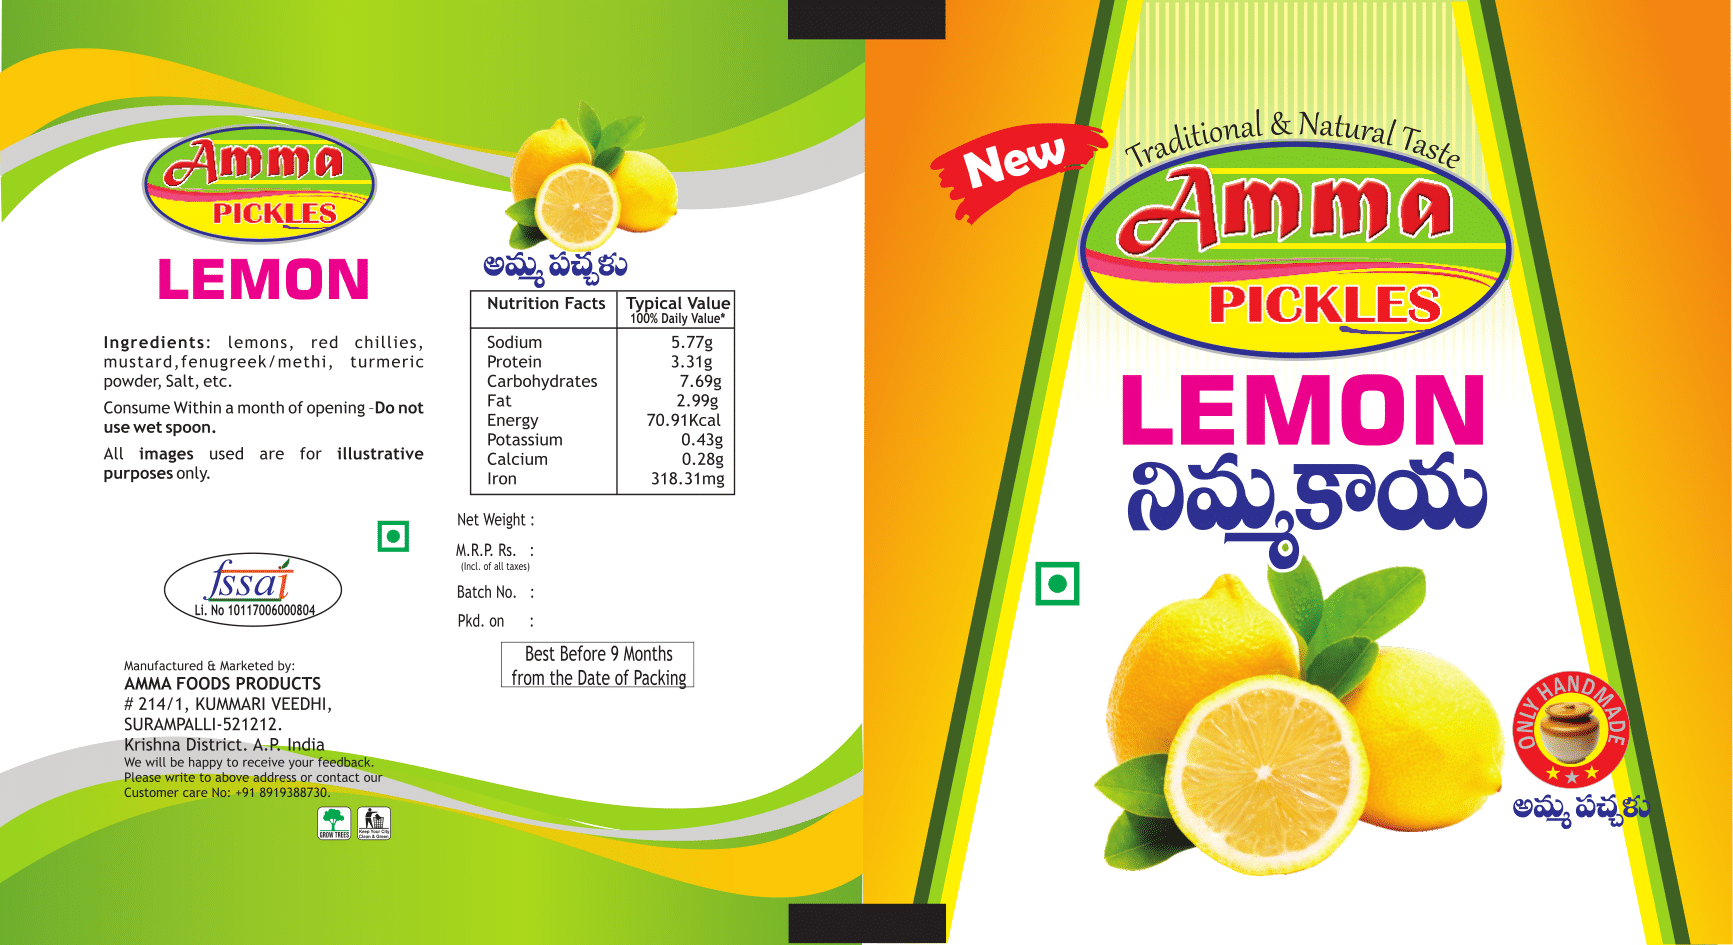 Amma
PICKLES
LEMON
Ingredients: lemons, red chillies,
mustard,fenugreek/methi, turmeric
powder, Salt, etc.
Consume Within a month of opening -Do not
use wet spoon.
All images used are for illustrative
purposes only.
fssai
Li. No 10117006000804
Manufactured & Marketed by:
AMMA FOODS PRODUCTS
# 214/1, KUMMARI VEEDHI,
SURAMPALLI-521212.
Krishna District. A.P. India
We will be happy to receive your feedback.
Please write to above address or contact our
Customer care No: +91 8919388730.
GROW TREES
Keep Your City
Clean & Green
అమ్మ పచ్చళు
Nutrition Facts Typical Value
100% Daily Value*
Sodium 5.77g
Protein 3.31g
Carbohydrates 7.69g
Fat 2.99g
Energy 70.91Kcal
Potassium 0.43g
Calcium 0.28g
Iron 318.31mg
Net Weight :
M.R.P. Rs. :
(Incl. of all taxes)
Batch No. :
Pkd. on :
Best Before 9 Months
from the Date of Packing
New
Traditional & Natural Taste
Amma
PICKLES
LEMON
నిమ్మకాయ
ONLY HANDMADE
అమ్మ పచ్చళు